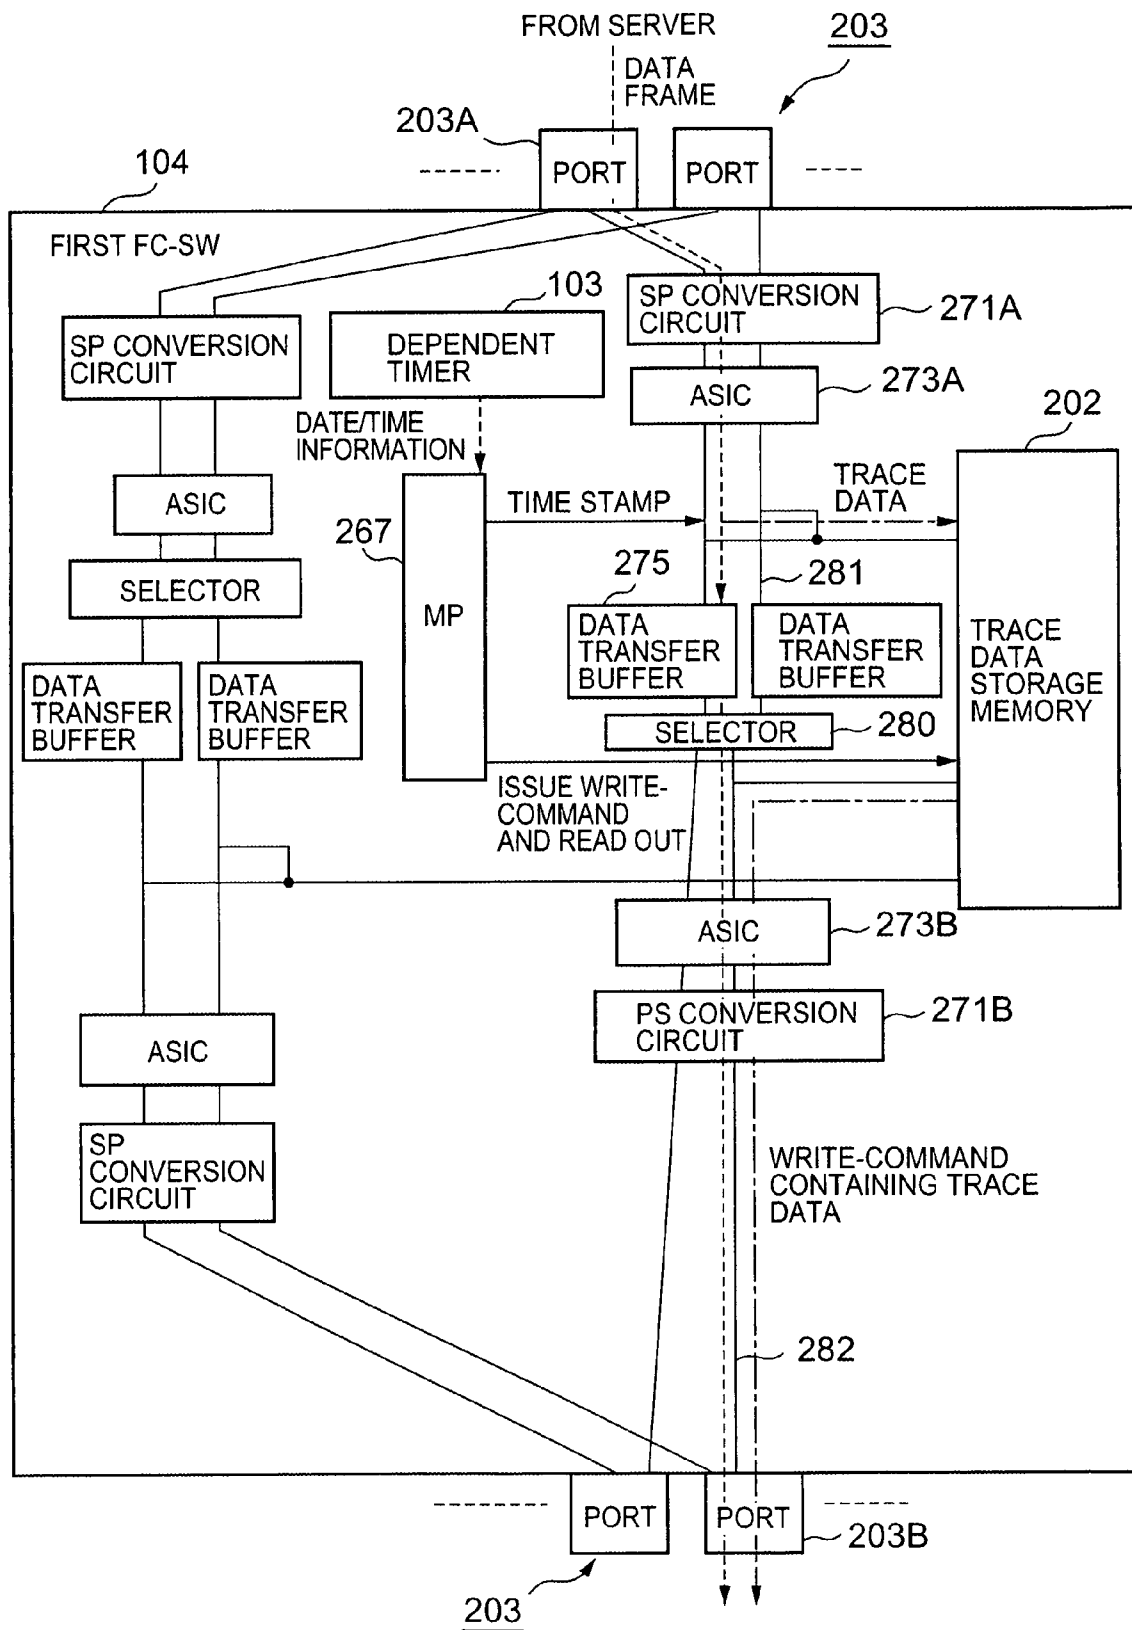 FROM SERVER
203
DATA
FRAME
203A
PORT
PORT
104
FIRST FC-SW
103
SP CONVERSION
CIRCUIT
271A
SP CONVERSION
CIRCUIT
DEPENDENT
TIMER
273A
ASIC
202
DATE/TIME
INFORMATION
TRACE
DATA
ASIC
TIME STAMP
267
275
281
SELECTOR
MP
DATA
TRANSFER
BUFFER
DATA
TRANSFER
BUFFER
TRACE
DATA
STORAGE
MEMORY
DATA
TRANSFER
BUFFER
DATA
TRANSFER
BUFFER
SELECTOR
280
ISSUE WRITE-
COMMAND
AND READ OUT
ASIC
273B
PS CONVERSION
CIRCUIT
271B
ASIC
SP
CONVERSION
CIRCUIT
WRITE-COMMAND
CONTAINING TRACE
DATA
282
PORT
PORT
203B
203